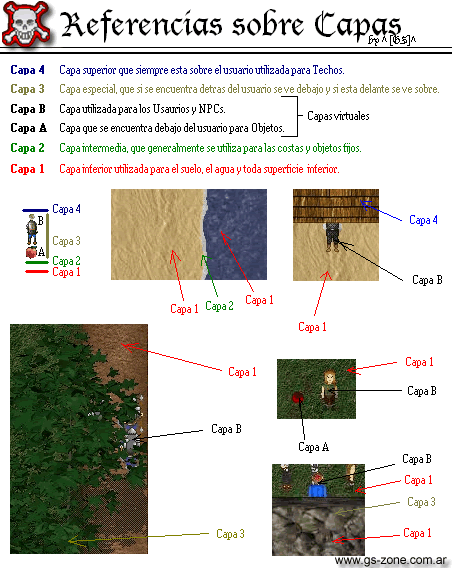 Referencias sobre Capas
Capa 4 Capa superior que siempre esta sobre el usuario utilizada para Techos.
Capa 3 Capa especial, que si se encuentra detras del usuario se ve debajo y si esta delante se ve sobre.
Capa B Capa utilizada para los Usaurios y NPCs.
Capa A Capa que se encuentra debajo del usuario para Objetos.
Capas virtuales
Capa 2 Capa intermedia, que generalmente se utiliza para las costas y objetos fijos.
Capa 1 Capa inferior utilizada para el suelo, el agua y toda superficie inferior.
Capa 4
B
Capa 3
A
Capa 2
Capa 1
Capa 1
Capa 2
Capa 1
Capa 4
Capa B
Capa 1
Capa 1
Capa B
Capa 3
Capa 1
Capa B
Capa A
Capa B
Capa 1
Capa 3
Capa 1
www.gs-zone.com.ar